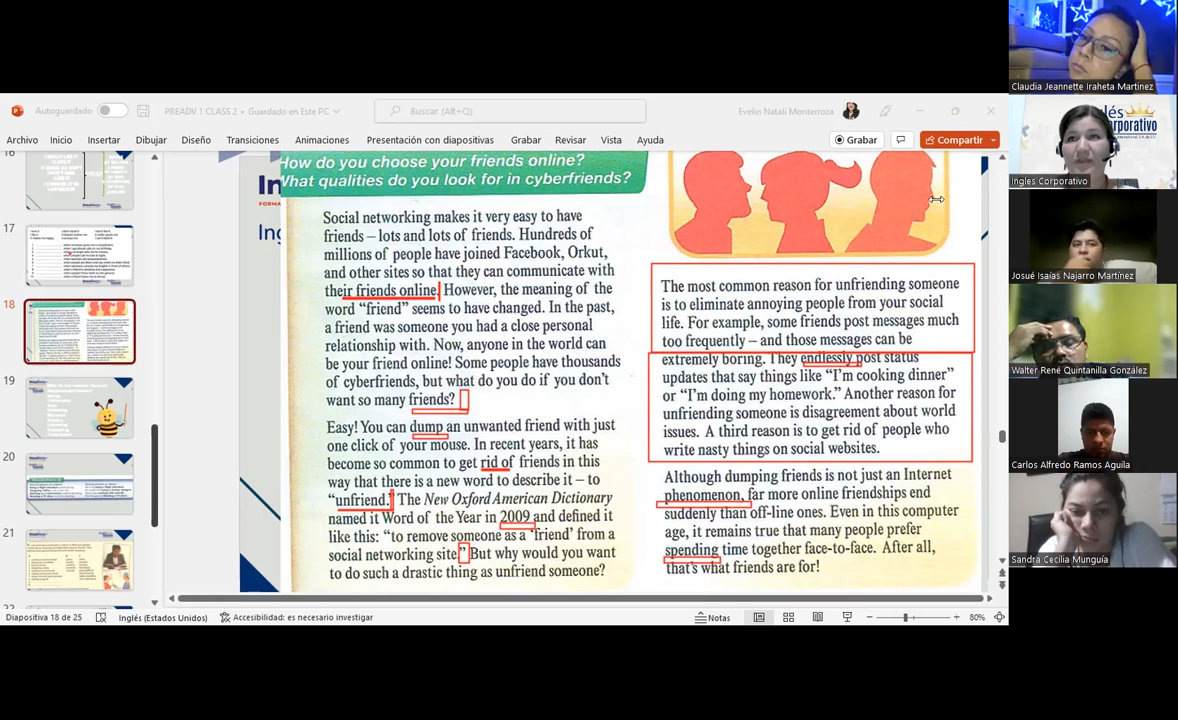 Autoguardado
PREADV 1 CLASS 2 • Guardado en Este PC
Buscar (Alt+Q)
Evelin Natali Monterroza
Archivo Inicio Insertar Dibujar Diseño Transiciones Animaciones Presentación con diapositivas Grabar Revisar Vista Ayuda
Grabar
Compartir
16
17
18
19
20
21
22
How do you choose your friends online?
What qualities do you look for in cyberfriends?
Social networking makes it very easy to have
friends – lots and lots of friends. Hundreds of
millions of people have joined Facebook, Orkut,
and other sites so that they can communicate with
their friends online. However, the meaning of the
word “friend” seems to have changed. In the past,
a friend was someone you had a close personal
relationship with. Now, anyone in the world can
be your friend online! Some people have thousands
of cyberfriends, but what do you do if you don’t
want so many friends?
Easy! You can dump an unwanted friend with just
one click of your mouse. In recent years, it has
become so common to get rid of friends in this
way that there is a new word to describe it – to
“unfriend.” The New Oxford American Dictionary
named it Word of the Year in 2009 and defined it
like this: “to remove someone as a ‘friend’ from a
social networking site.” But why would you want
to do such a drastic thing as unfriend someone?
The most common reason for unfriending someone
is to eliminate annoying people from your social
life. For example, some friends post messages much
too frequently – and those messages can be
extremely boring. They endlessly post status
updates that say things like “I’m cooking dinner”
or “I’m doing my homework.” Another reason for
unfriending someone is disagreement about world
issues. A third reason is to get rid of people who
write nasty things on social websites.
Although dumping friends is not just an Internet
phenomenon, far more online friendships end
suddenly than off-line ones. Even in this computer
age, it remains true that many people prefer
spending time together face-to-face. After all,
that’s what friends are for!
Diapositiva 18 de 25
Inglés (Estados Unidos)
Accesibilidad: es necesario investigar
Notas
80%
Claudia Jeannette Iraheta Martinez
Ingles Corporativo
Josué Isaías Najarro Martínez
Walter René Quintanilla González
Carlos Alfredo Ramos Aguila
Sandra Cecilia Munguía